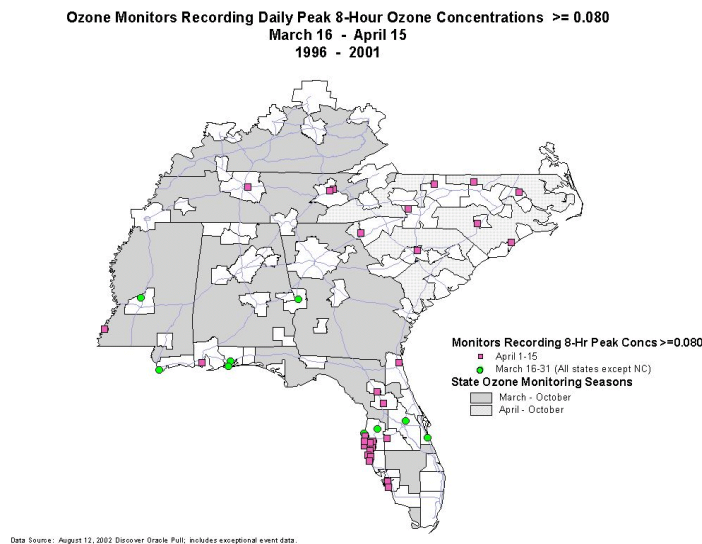 Ozone Monitors Recording Daily Peak 8-Hour Ozone Concentrations >= 0.080
March 16 - April 15
1996 - 2001
Monitors Recording 8-Hr Peak Concs >=0.080
April 1-15
March 16-31 (All states except NC)
State Ozone Monitoring Seasons
March - October
April - October
Data Source: August 12, 2002 Discover Oracle Pull; includes exceptional event data.